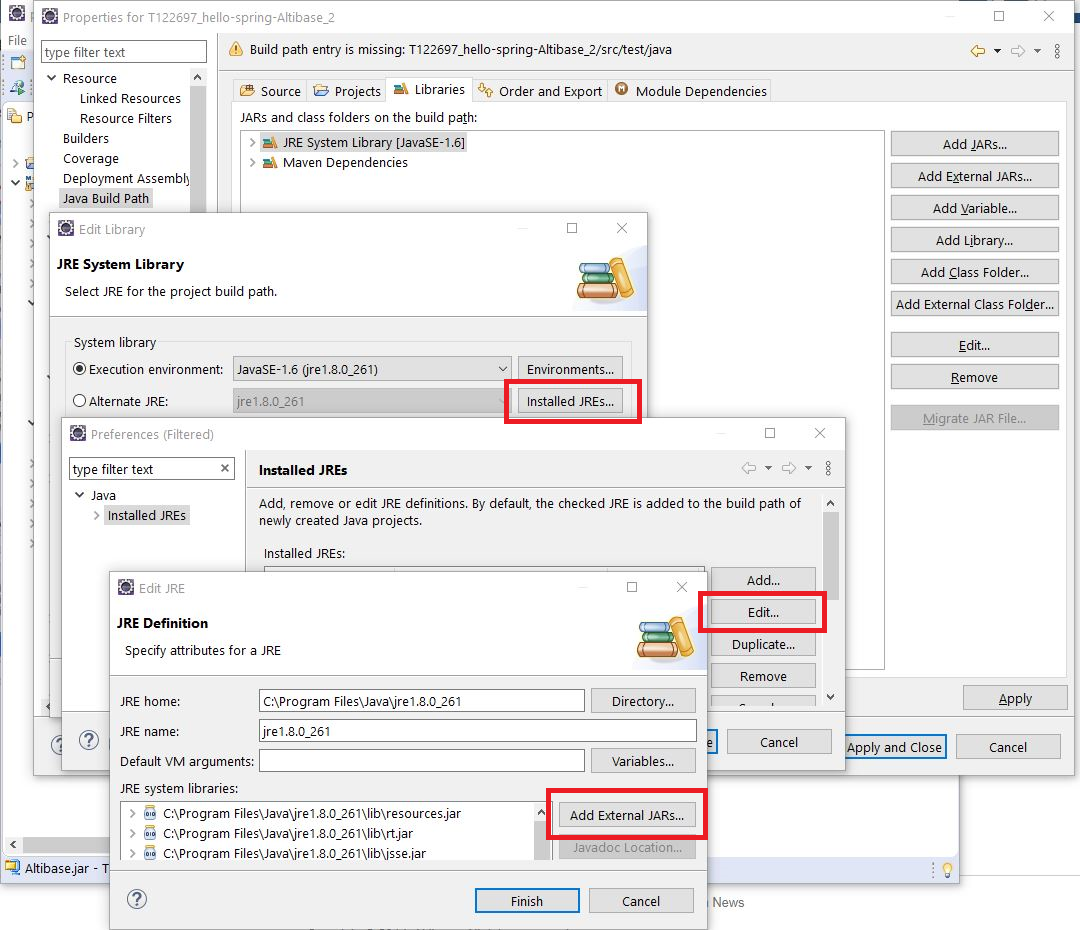 Properties for T122697_hello-spring-Altibase_2
File
type filter text
Build path entry is missing: T122697_hello-spring-Altibase_2/src/test/java
Resource
Linked Resources
Resource Filters
Builders
Coverage
Deployment Assembly
Java Build Path
Source
Projects
Libraries
Order and Export
Module Dependencies
JARs and class folders on the build path:
JRE System Library [JavaSE-1.6]
Maven Dependencies
Add JARs...
Add External JARs...
Add Variable...
Add Library...
Add Class Folder...
Add External Class Folder...
Edit...
Remove
Migrate JAR File...
Apply
Apply and Close
Cancel
Edit Library
JRE System Library
Select JRE for the project build path.
System library
Execution environment:
JavaSE-1.6 (jre1.8.0_261)
Environments...
Alternate JRE:
jre1.8.0_261
Installed JREs...
Preferences (Filtered)
type filter text
Java
Installed JREs
Installed JREs
Add, remove or edit JRE definitions. By default, the checked JRE is added to the build path of
newly created Java projects.
Installed JREs:
Add...
Edit...
Duplicate...
Remove
Cancel
Edit JRE
JRE Definition
Specify attributes for a JRE
JRE home:
C:\Program Files\Java\jre1.8.0_261
Directory...
JRE name:
jre1.8.0_261
Default VM arguments:
Variables...
JRE system libraries:
C:\Program Files\Java\jre1.8.0_261\lib\resources.jar
C:\Program Files\Java\jre1.8.0_261\lib\rt.jar
C:\Program Files\Java\jre1.8.0_261\lib\jsse.jar
Add External JARs...
Javadoc Location...
Finish
Cancel
Altibase.jar - T
News